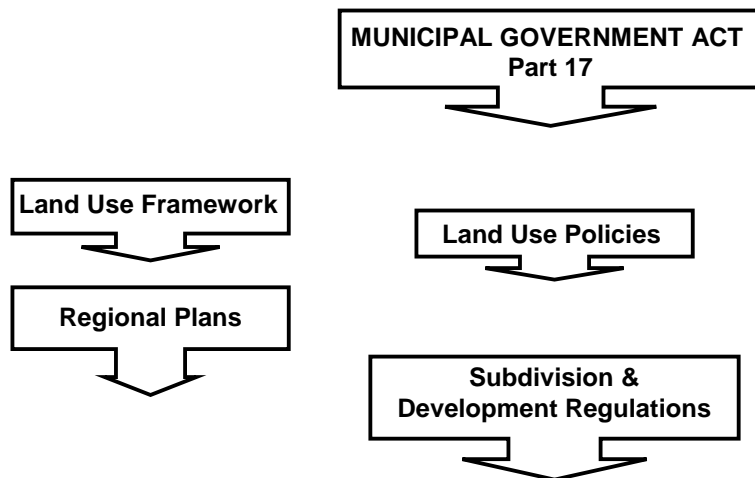 MUNICIPAL GOVERNMENT ACT
Part 17
Land Use Framework
Land Use Policies
Regional Plans
Subdivision &
Development Regulations